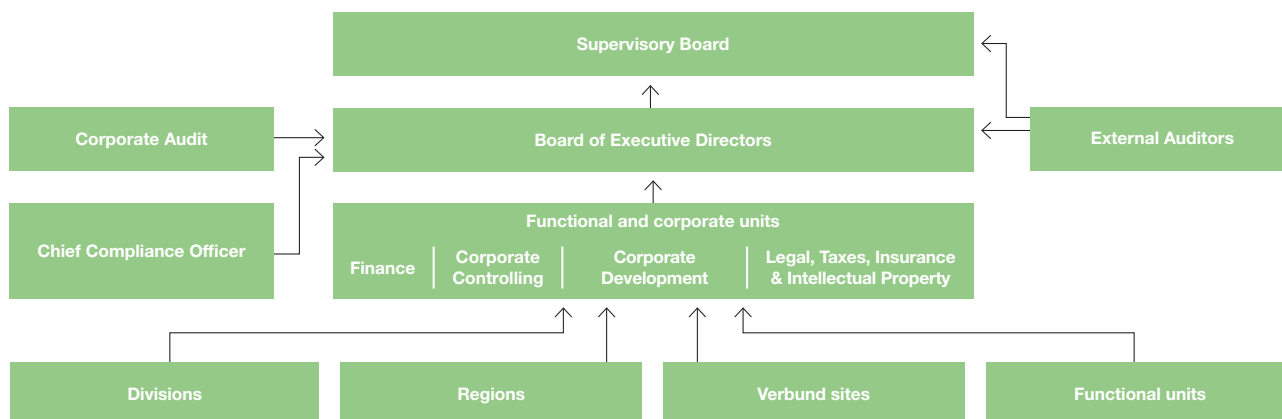 Supervisory Board
Corporate Audit
Board of Executive Directors
External Auditors
Chief Compliance Officer
Functional and corporate units
Finance
Corporate
Controlling
Corporate
Development
Legal, Taxes, Insurance
& Intellectual Property
Divisions
Regions
Verbund sites
Functional units